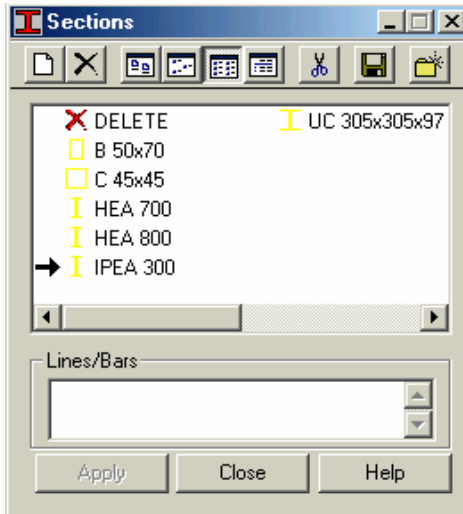 Sections
DELETE
UC 305x305x97
B 50x70
C 45x45
HEA 700
HEA 800
IPEA 300
Lines/Bars
Apply
Close
Help